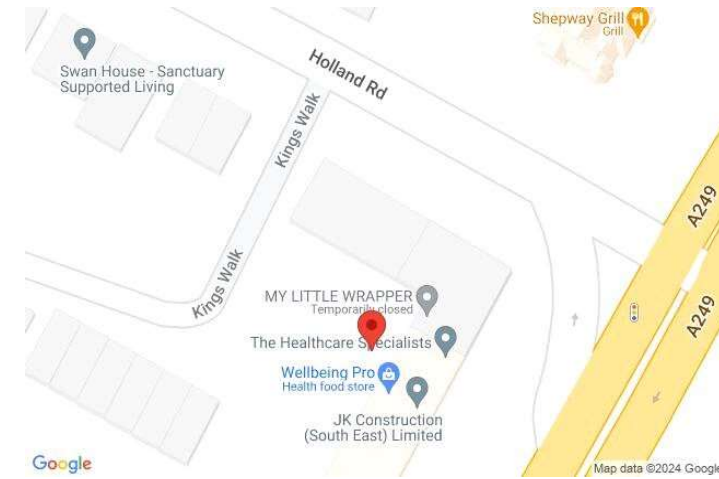 Shepway Grill
Grill
Swan House - Sanctuary
Supported Living
Holland Rd
Kings Walk
A249
Kings Walk
MY LITTLE WRAPPER
Temporarily closed
A249
The Healthcare Specialists
Wellbeing Pro
Health food store
JK Construction
(South East) Limited
Google
Map data ©2024 Google